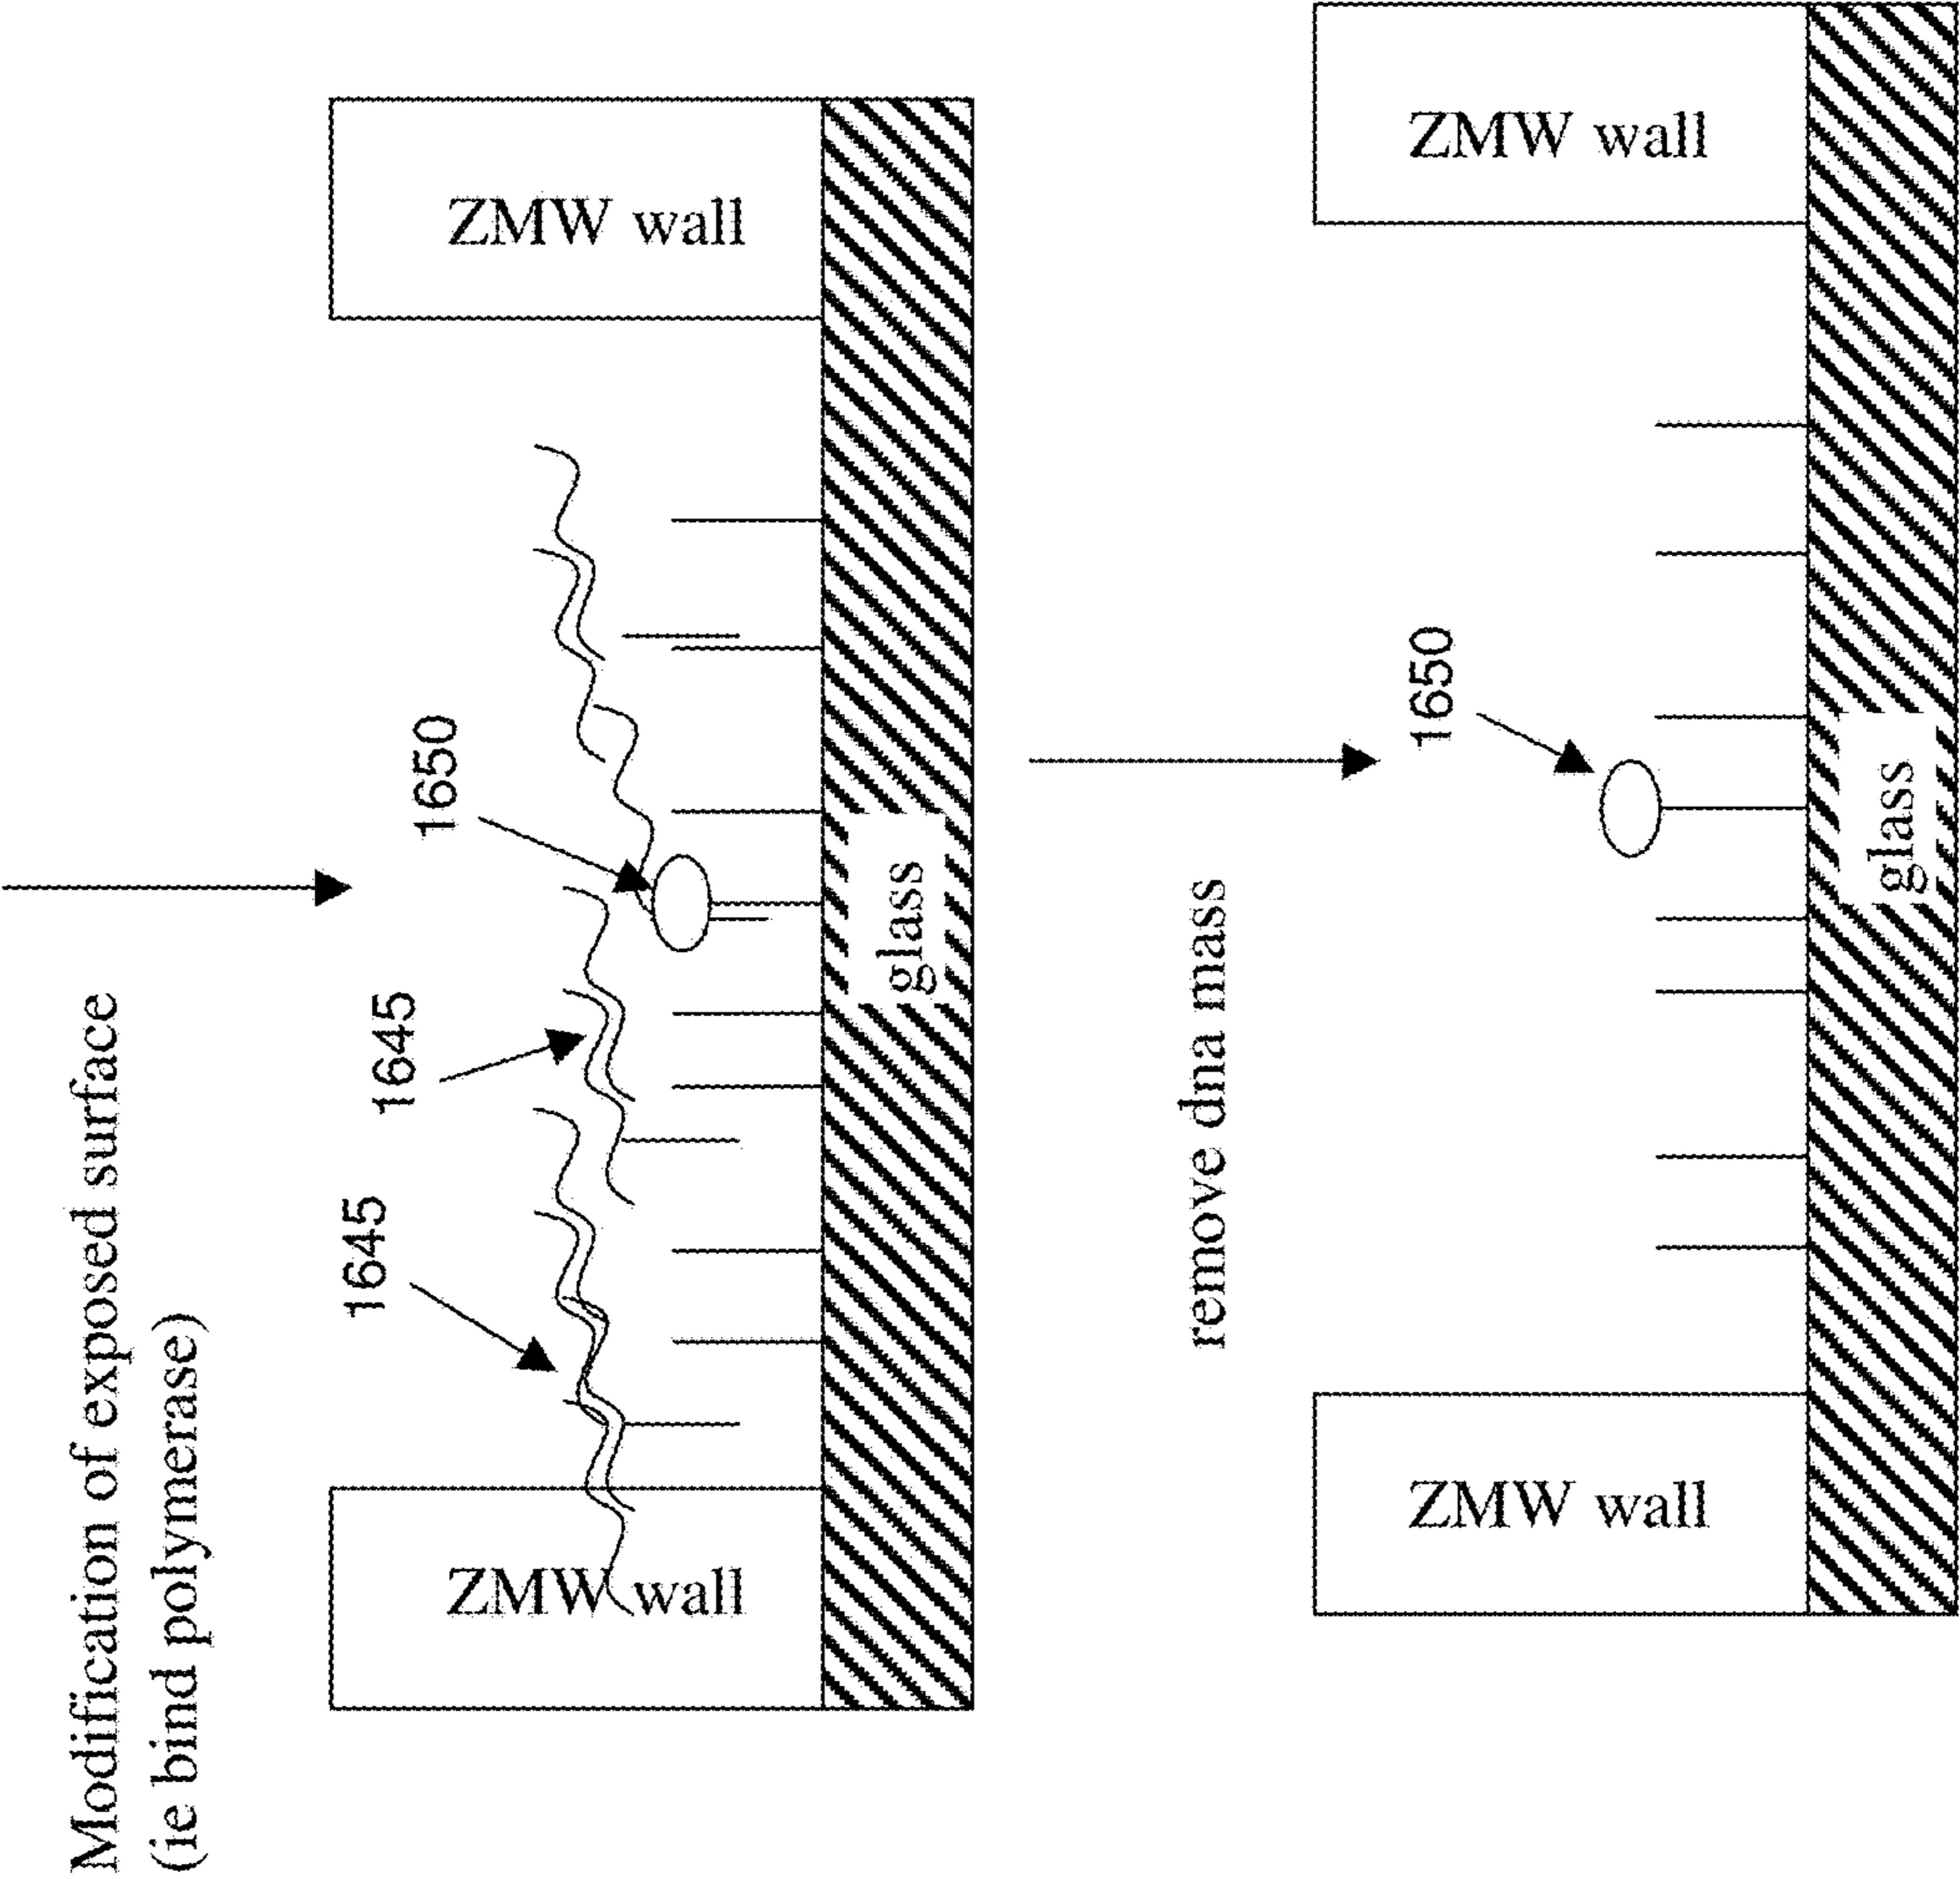 Modification of exposed surface
(ie bind polymerase)
1645
1645
1650
ZMW wall
ZMW wall
glass
remove dna mass
1650
ZMW wall
ZMW wall
glass